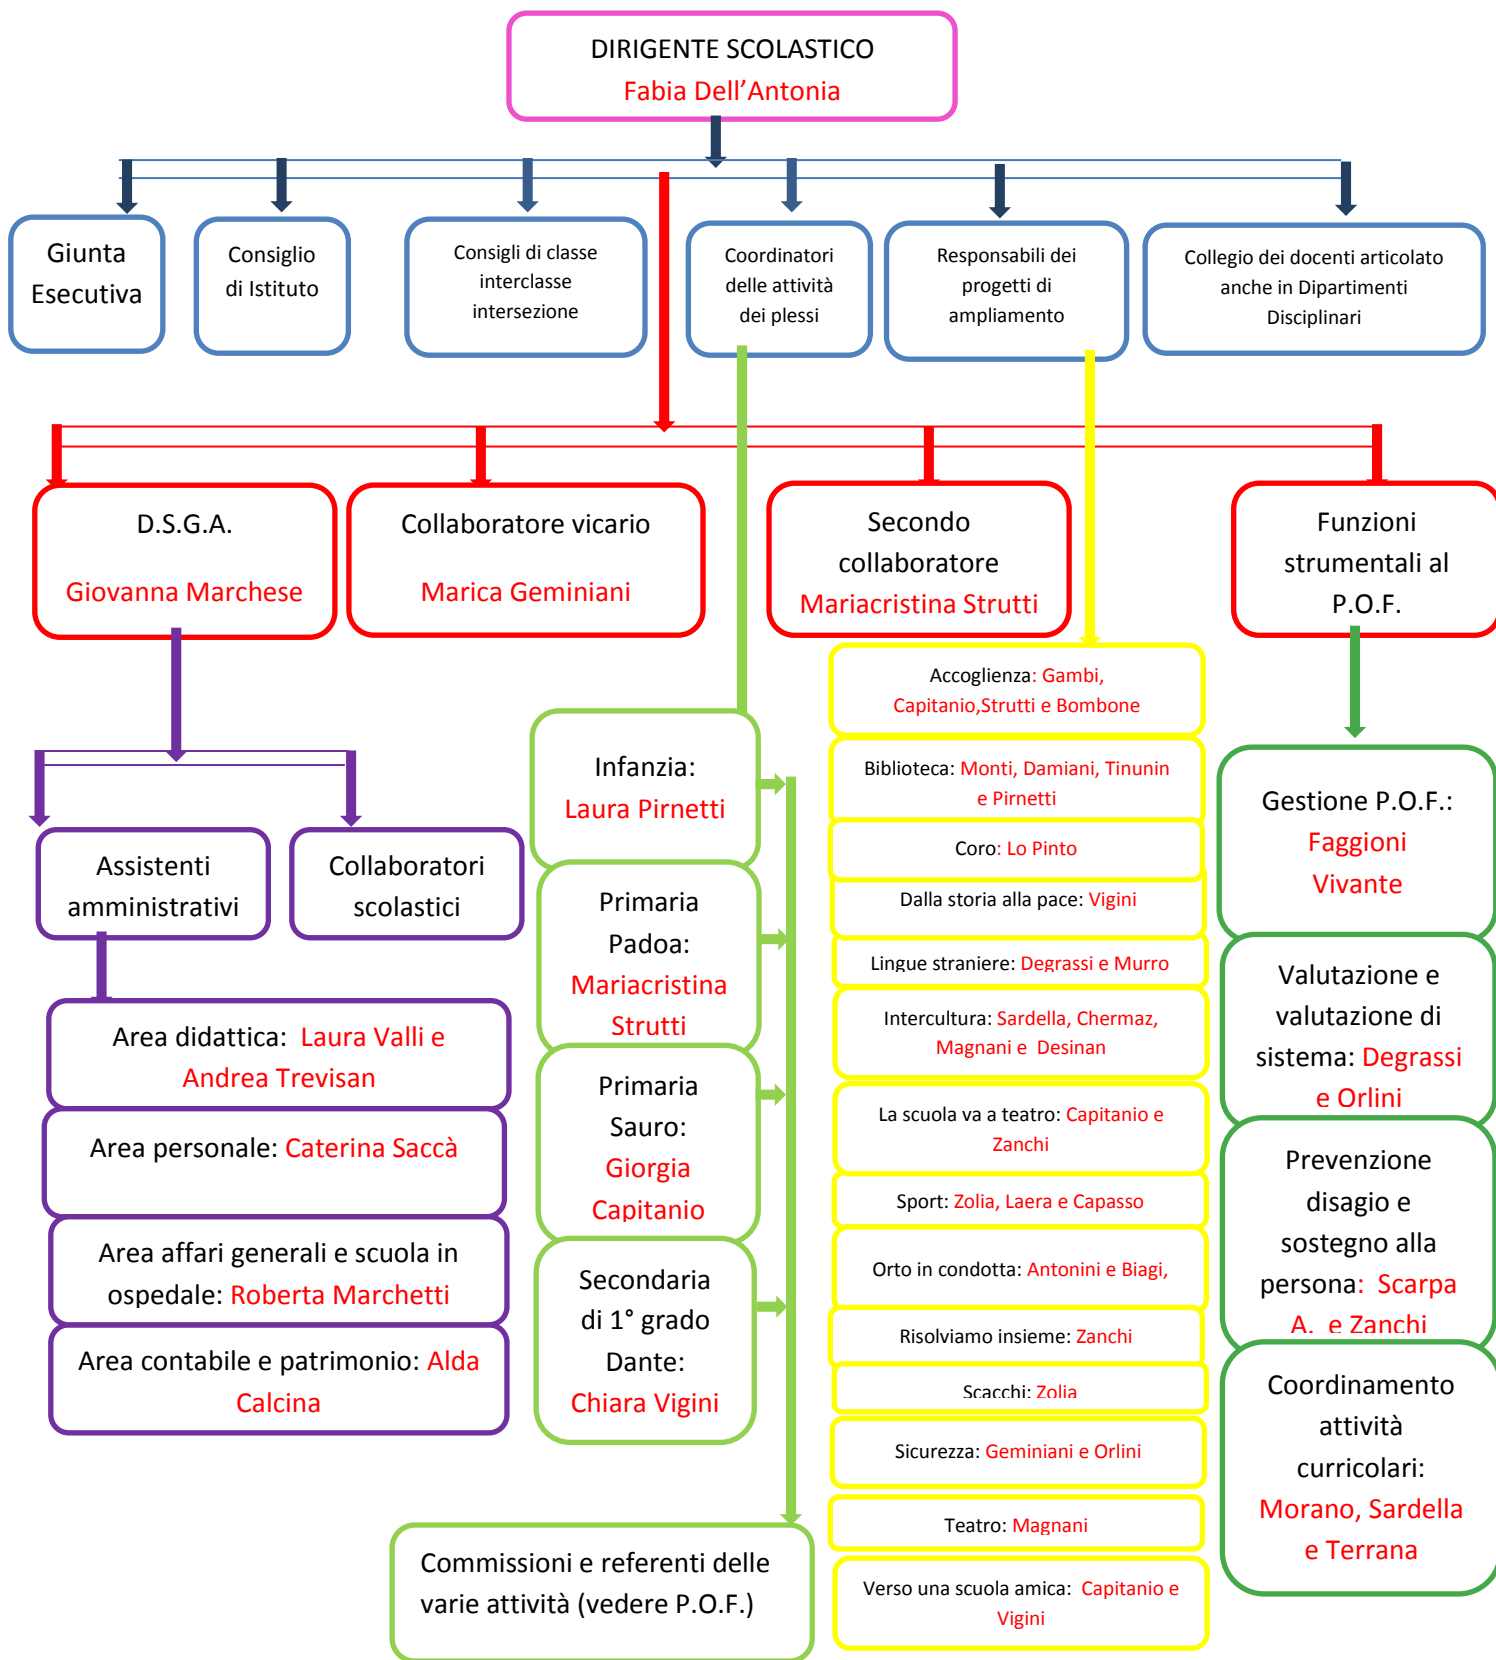 DIRIGENTE SCOLASTICO
Fabia Dell’Antonia
Giunta
Esecutiva
Consiglio
di Istituto
Consigli di classe
interclasse
intersezione
Coordinatori
delle attività
dei plessi
Responsabili dei
progetti di
ampliamento
Collegio dei docenti articolato
anche in Dipartimenti
Disciplinari
D.S.G.A.
Giovanna Marchese
Collaboratore vicario
Marica Geminiani
Secondo
collaboratore
Mariacristina Strutti
Funzioni
strumentali al
P.O.F.
Assistenti
amministrativi
Collaboratori
scolastici
Area didattica:  Laura Valli e
Andrea Trevisan
Area personale: Caterina Saccà
Area affari generali e scuola in
ospedale: Roberta Marchetti
Area contabile e patrimonio: Alda
Calcina
Infanzia:
Laura Pirnetti
Primaria
Padoa:
Mariacristina
Strutti
Primaria
Sauro:
Giorgia
Capitanio
Secondaria
di 1° grado
Dante:
Chiara Vigini
Commissioni e referenti delle
varie attività (vedere P.O.F.)
Accoglienza: Gambi,
Capitanio,Strutti e Bombone
Biblioteca: Monti, Damiani, Tinunin
e Pirnetti
Coro: Lo Pinto
Dalla storia alla pace: Vigini
Lingue straniere: Degrassi e Murro
Intercultura: Sardella, Chermaz,
Magnani e  Desinan
La scuola va a teatro: Capitanio e
Zanchi
Sport: Zolia, Laera e Capasso
Orto in condotta: Antonini e Biagi,
Risolviamo insieme: Zanchi
Scacchi: Zolia
Sicurezza: Geminiani e Orlini
Teatro: Magnani
Verso una scuola amica:  Capitanio e
Vigini
Gestione P.O.F.:
Faggioni
Vivante
Valutazione e
valutazione di
sistema: Degrassi
e Orlini
Prevenzione
disagio e
sostegno alla
persona:  Scarpa
A.  e Zanchi
Coordinamento
attività
curricolari:
Morano, Sardella
e Terrana